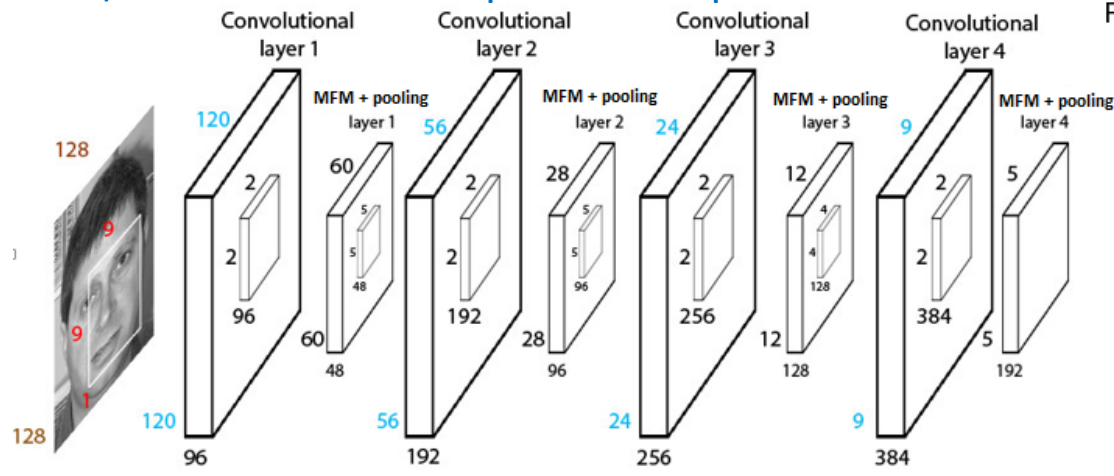 Convolutional
layer 1
Convolutional
layer 2
Convolutional
layer 3
Convolutional
layer 4
F
MFM + pooling
layer 1
MFM + pooling
layer 2
MFM + pooling
layer 3
MFM + pooling
layer 4
128
9
9
1
128
120
2
2
96
120
96
60
5
5
48
60
48
56
2
2
192
56
192
28
5
5
96
28
96
24
2
2
256
24
256
12
4
4
128
12
128
9
2
2
384
9
384
5
5
192